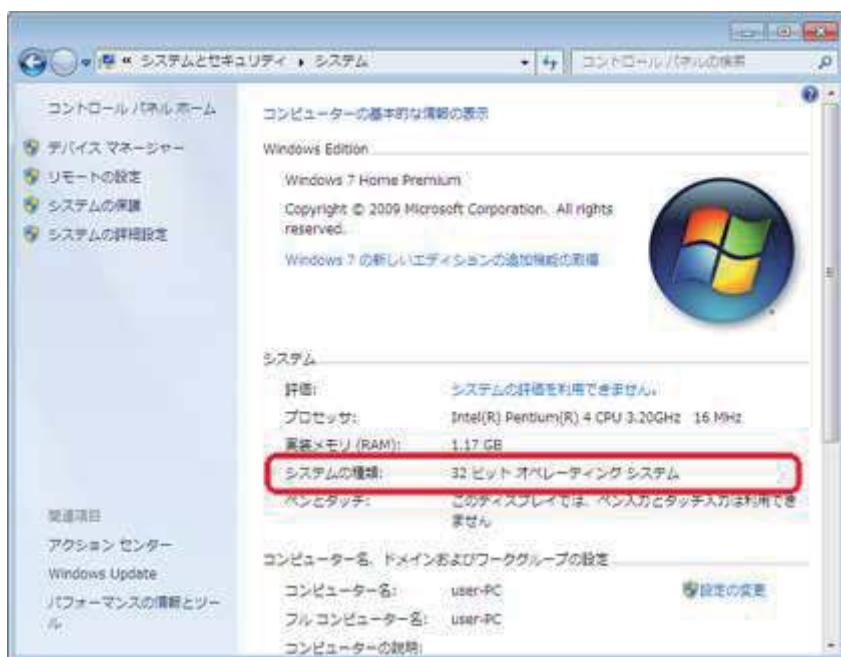 « システムとセキュリティ ▸ システム
コントロール パネルの検索
コントロール パネル ホーム
デバイス マネージャー
リモートの設定
システムの保護
システムの詳細設定
関連項目
アクション センター
Windows Update
パフォーマンスの情報とツー
ル
コンピューターの基本的な情報の表示
Windows Edition
Windows 7 Home Premium
Copyright © 2009 Microsoft Corporation. All rights
reserved.
Windows 7 の新しいエディションの追加機能の取得
システム
評価: システムの評価を利用できません。
プロセッサ: Intel(R) Pentium(R) 4 CPU 3.20GHz 16 MHz
実装メモリ (RAM): 1.17 GB
システムの種類: 32 ビット オペレーティング システム
ペンとタッチ: このディスプレイでは、ペン入力とタッチ入力は利用でき
ません
コンピューター名、ドメインおよびワークグループの設定
コンピューター名: user-PC 設定の変更
フル コンピューター名: user-PC
コンピューターの説明: